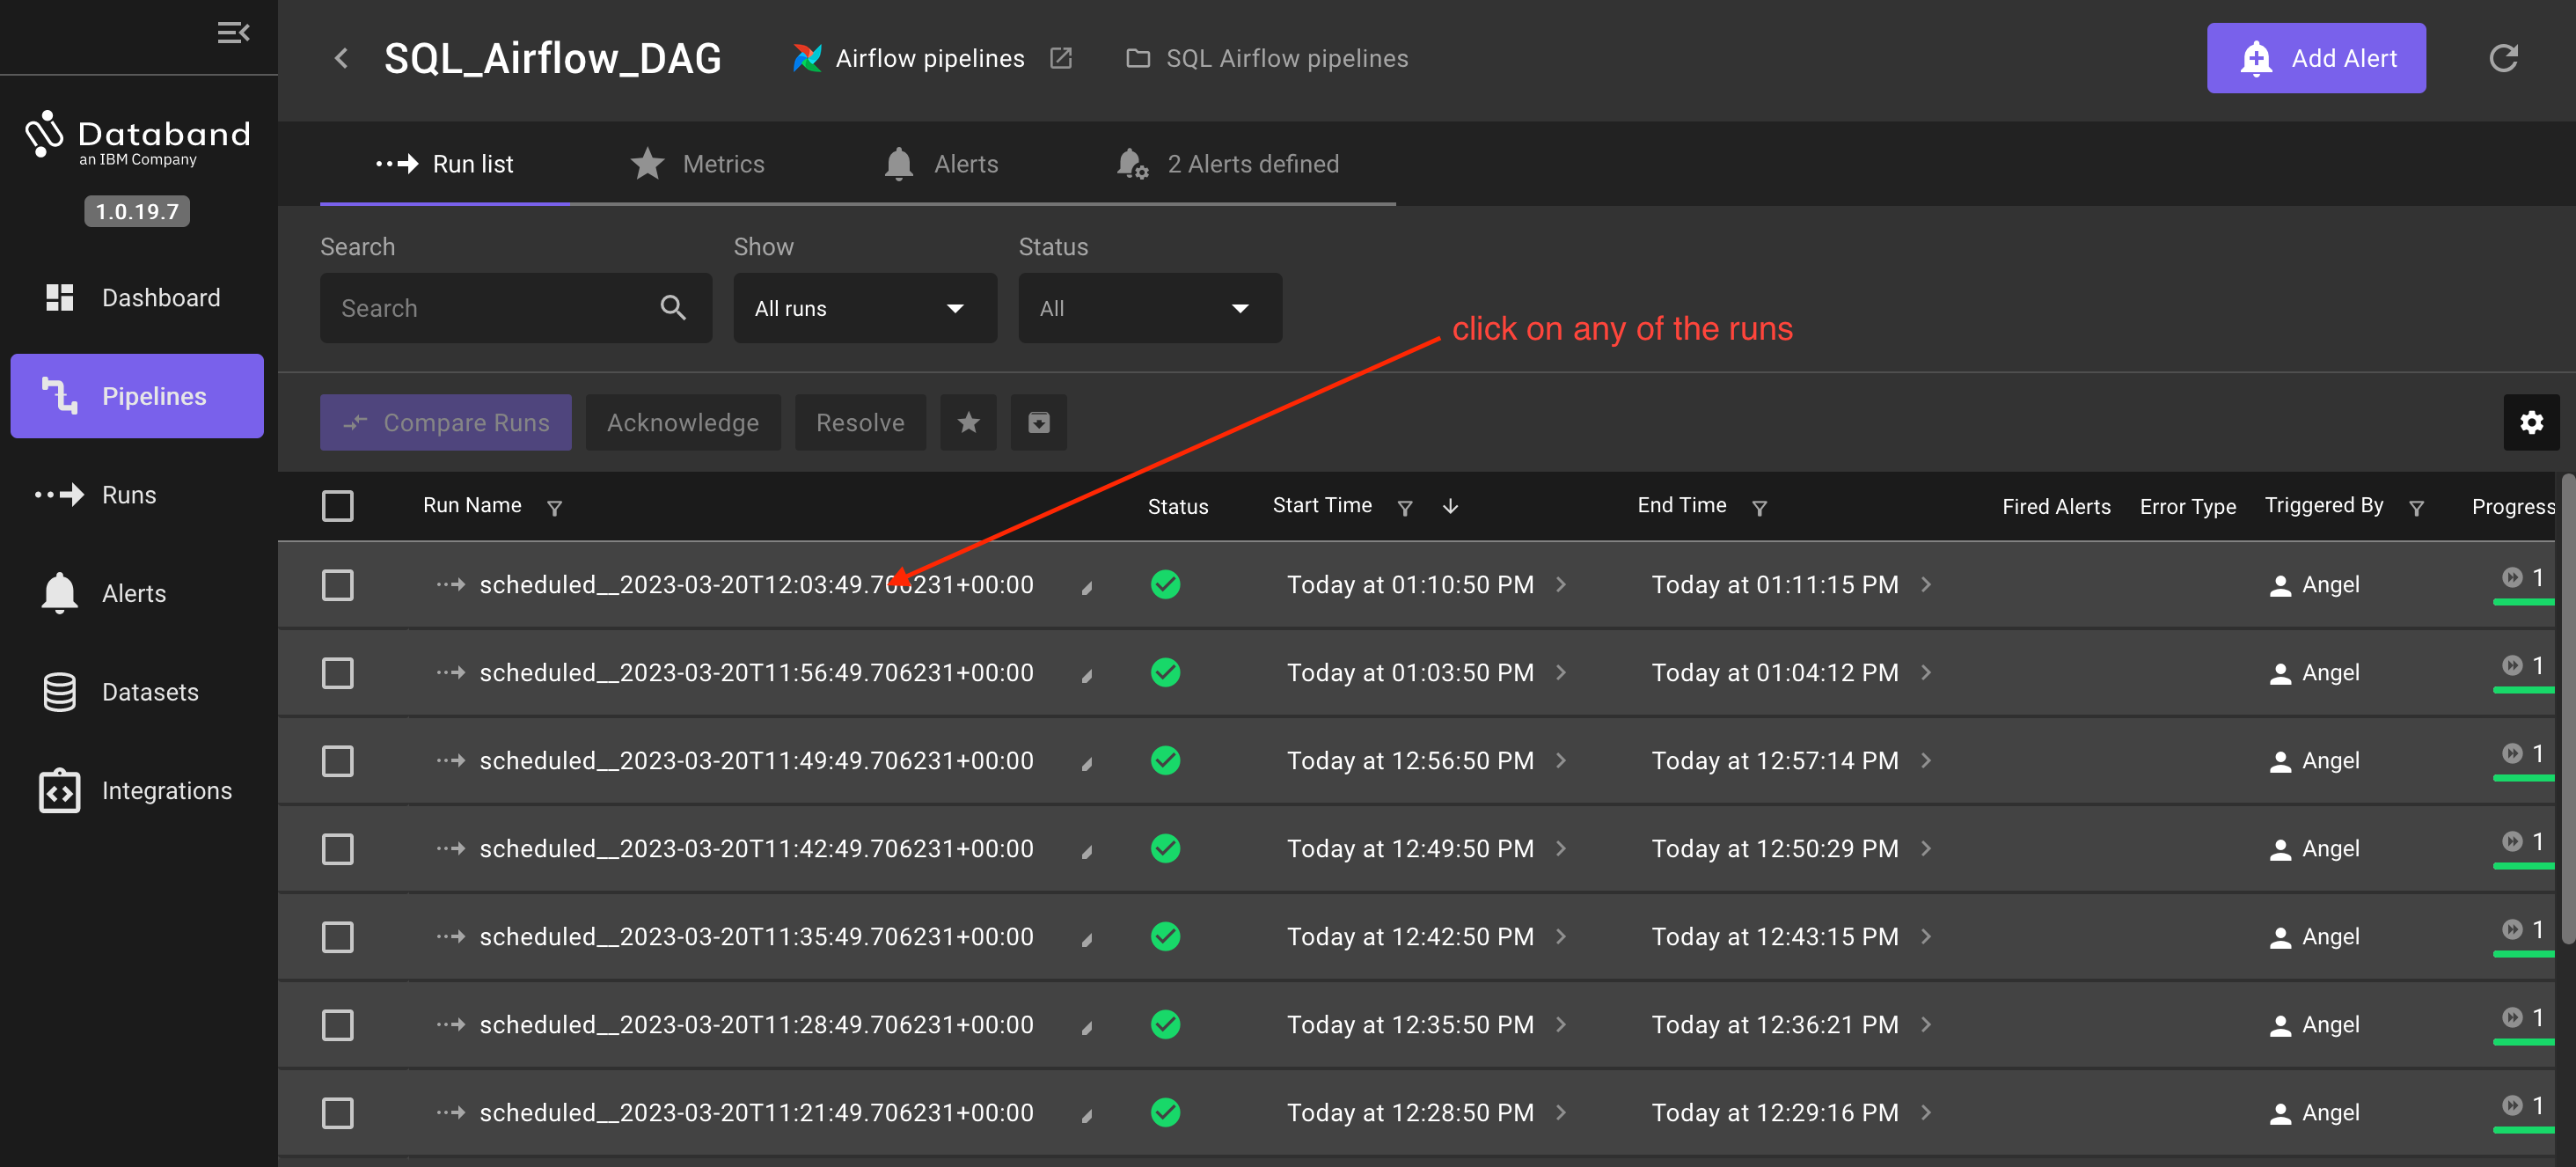 SQL_Airflow_DAG
Airflow pipelines
SQL Airflow pipelines
Add Alert
Databand
an IBM Company
1.0.19.7
Dashboard
Pipelines
Runs
Alerts
Datasets
Integrations
Run list
Metrics
Alerts
2 Alerts defined
Search
Show
Status
Search
All runs
All
click on any of the runs
Compare Runs
Acknowledge
Resolve
Run Name
Status
Start Time
End Time
Fired Alerts
Error Type
Triggered By
Progress
scheduled__2023-03-20T12:03:49.706231+00:00
Today at 01:10:50 PM
Today at 01:11:15 PM
Angel
1
scheduled__2023-03-20T11:56:49.706231+00:00
Today at 01:03:50 PM
Today at 01:04:12 PM
Angel
1
scheduled__2023-03-20T11:49:49.706231+00:00
Today at 12:56:50 PM
Today at 12:57:14 PM
Angel
1
scheduled__2023-03-20T11:42:49.706231+00:00
Today at 12:49:50 PM
Today at 12:50:29 PM
Angel
1
scheduled__2023-03-20T11:35:49.706231+00:00
Today at 12:42:50 PM
Today at 12:43:15 PM
Angel
1
scheduled__2023-03-20T11:28:49.706231+00:00
Today at 12:35:50 PM
Today at 12:36:21 PM
Angel
1
scheduled__2023-03-20T11:21:49.706231+00:00
Today at 12:28:50 PM
Today at 12:29:16 PM
Angel
1